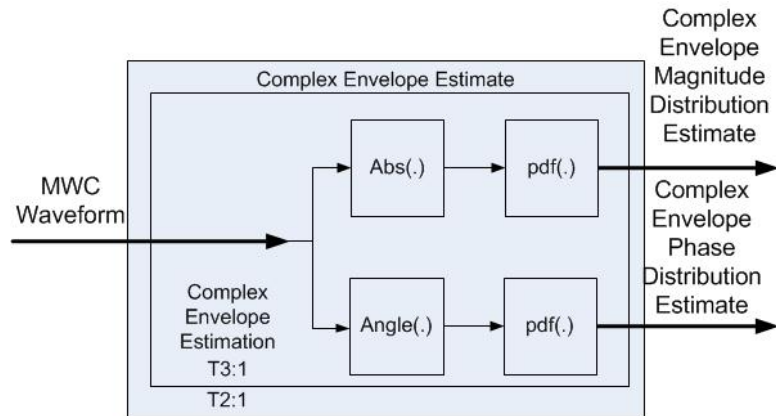 Complex
Envelope
Magnitude
Distribution
Estimate
Complex Envelope Estimate
Abs(.)
pdf(.)
MWC
Waveform
Complex
Envelope
Phase
Distribution
Estimate
Complex
Envelope
Estimation
T3:1
Angle(.)
pdf(.)
T2:1